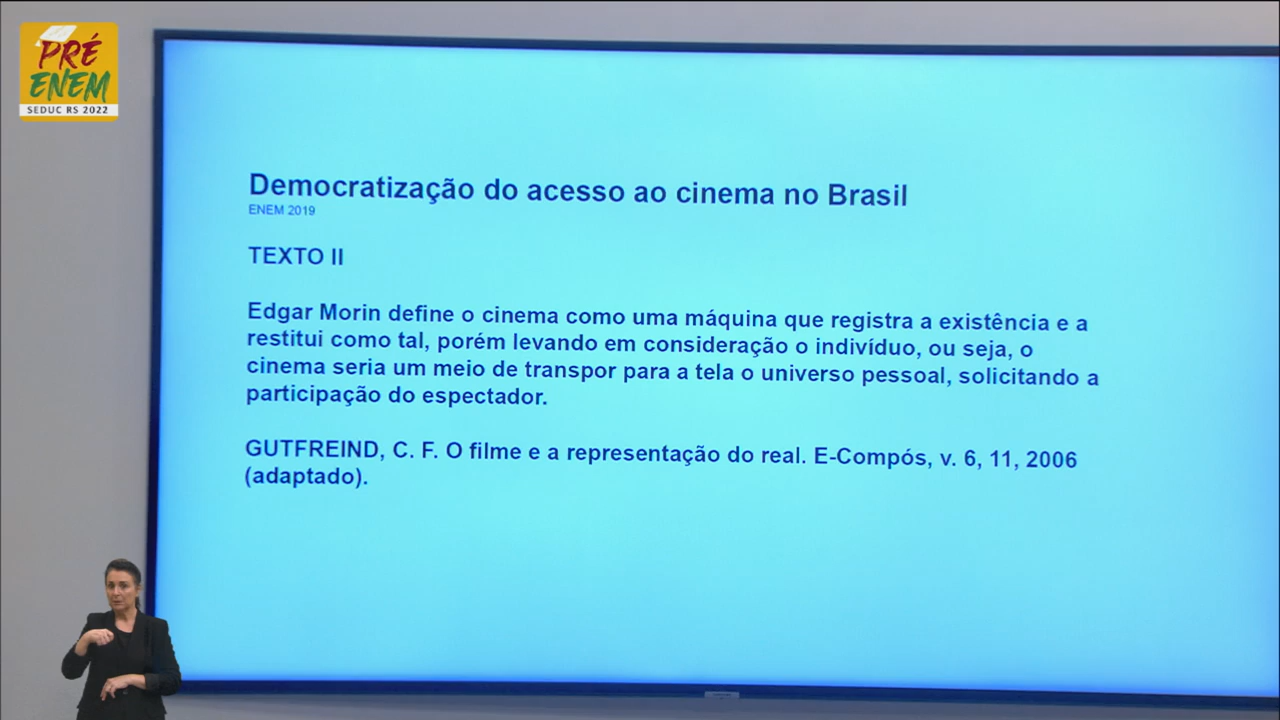 PRÉ
ENEM
SEDUC RS 2022
Democratização do acesso ao cinema no Brasil
ENEM 2019
TEXTO II
Edgar Morin define o cinema como uma máquina que registra a existência e a
restitui como tal, porém levando em consideração o indivíduo, ou seja, o
cinema seria um meio de transpor para a tela o universo pessoal, solicitando a
participação do espectador.
GUTFREIND, C. F. O filme e a representação do real. E-Compós, v. 6, 11, 2006
(adaptado).